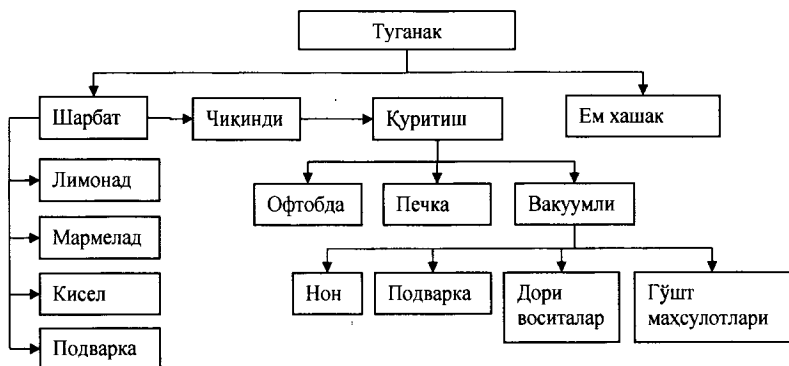 Туганак
Шарбат
Чиқинди
Қуритиш
Ем хашак
Лимонад
Офтобда
Печка
Вакуумли
Мармелад
Кисел
Нон
Подварка
Дори
воситалар
Гўшт
маҳсулотлари
Подварка